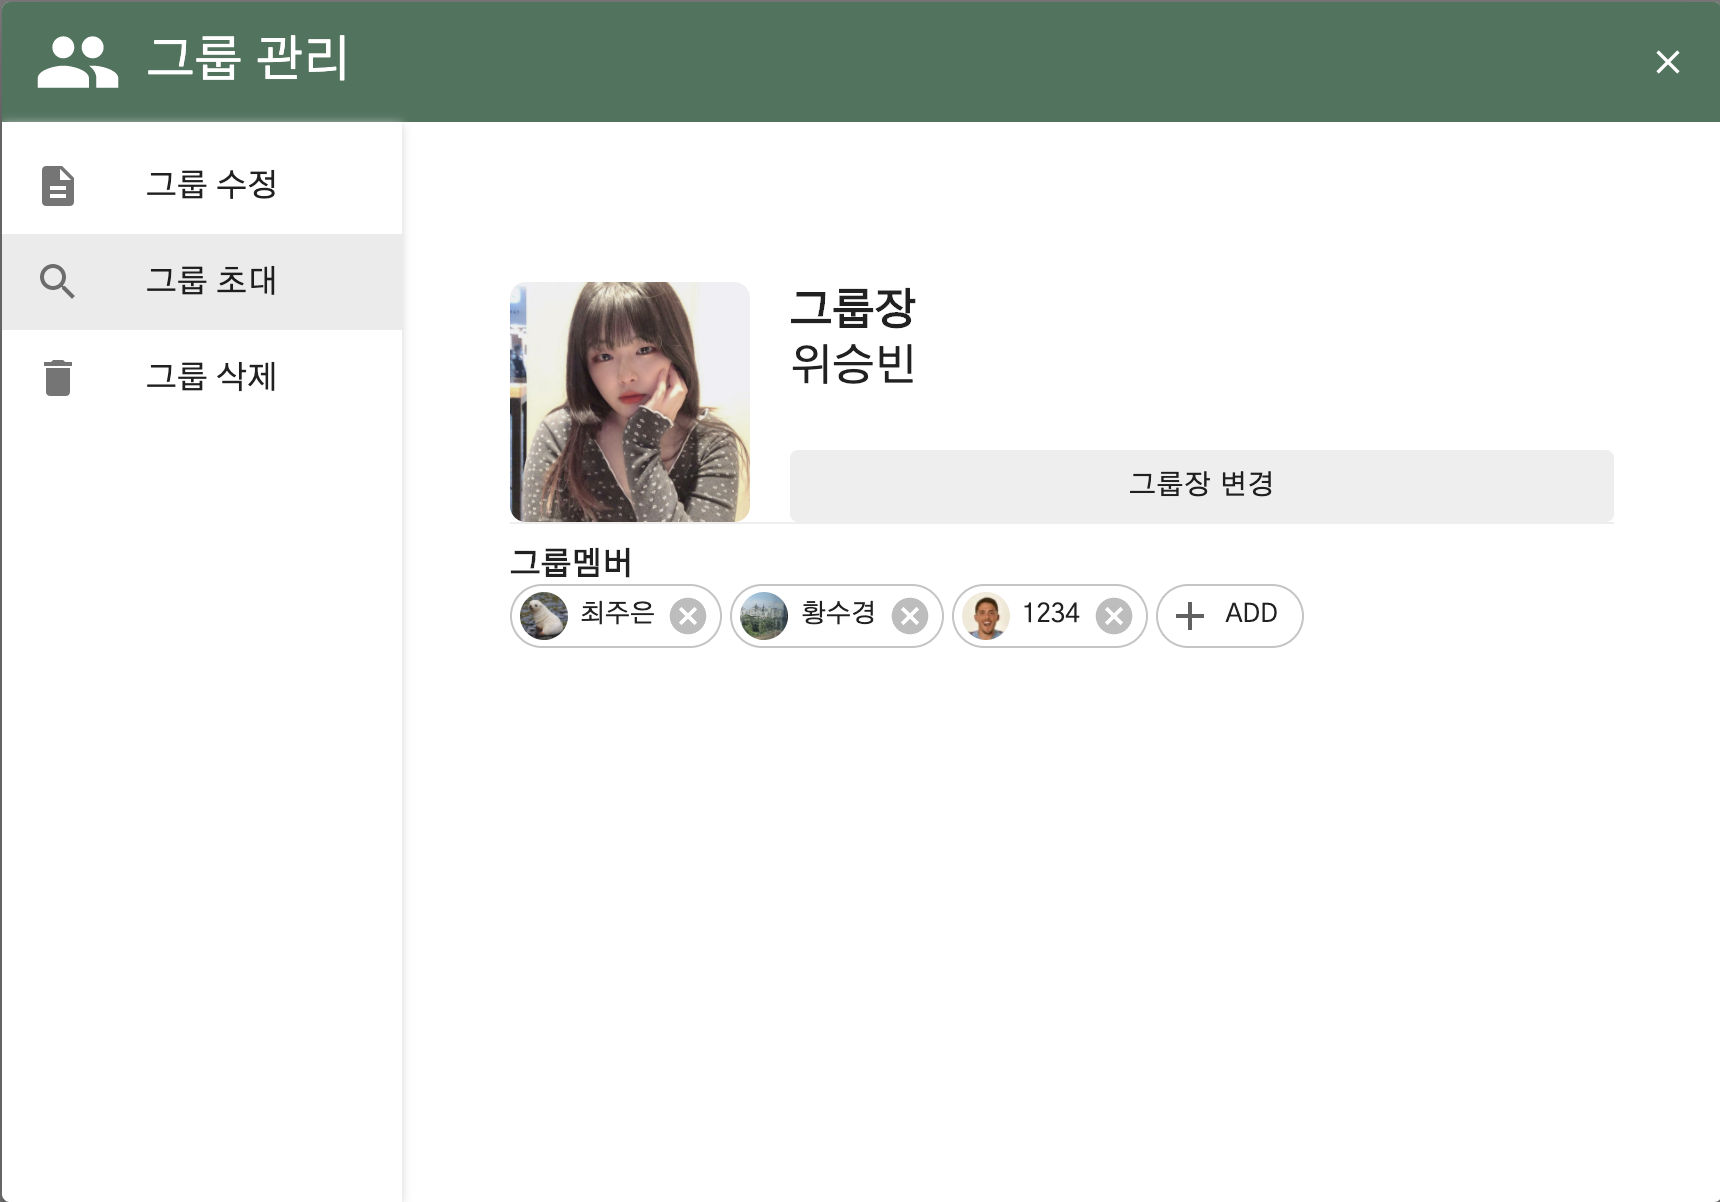 그룹 관리
그룹 수정
그룹 초대
그룹 삭제
그룹장
위승빈
그룹장 변경
그룹멤버
최주은 황수경 1234 ADD